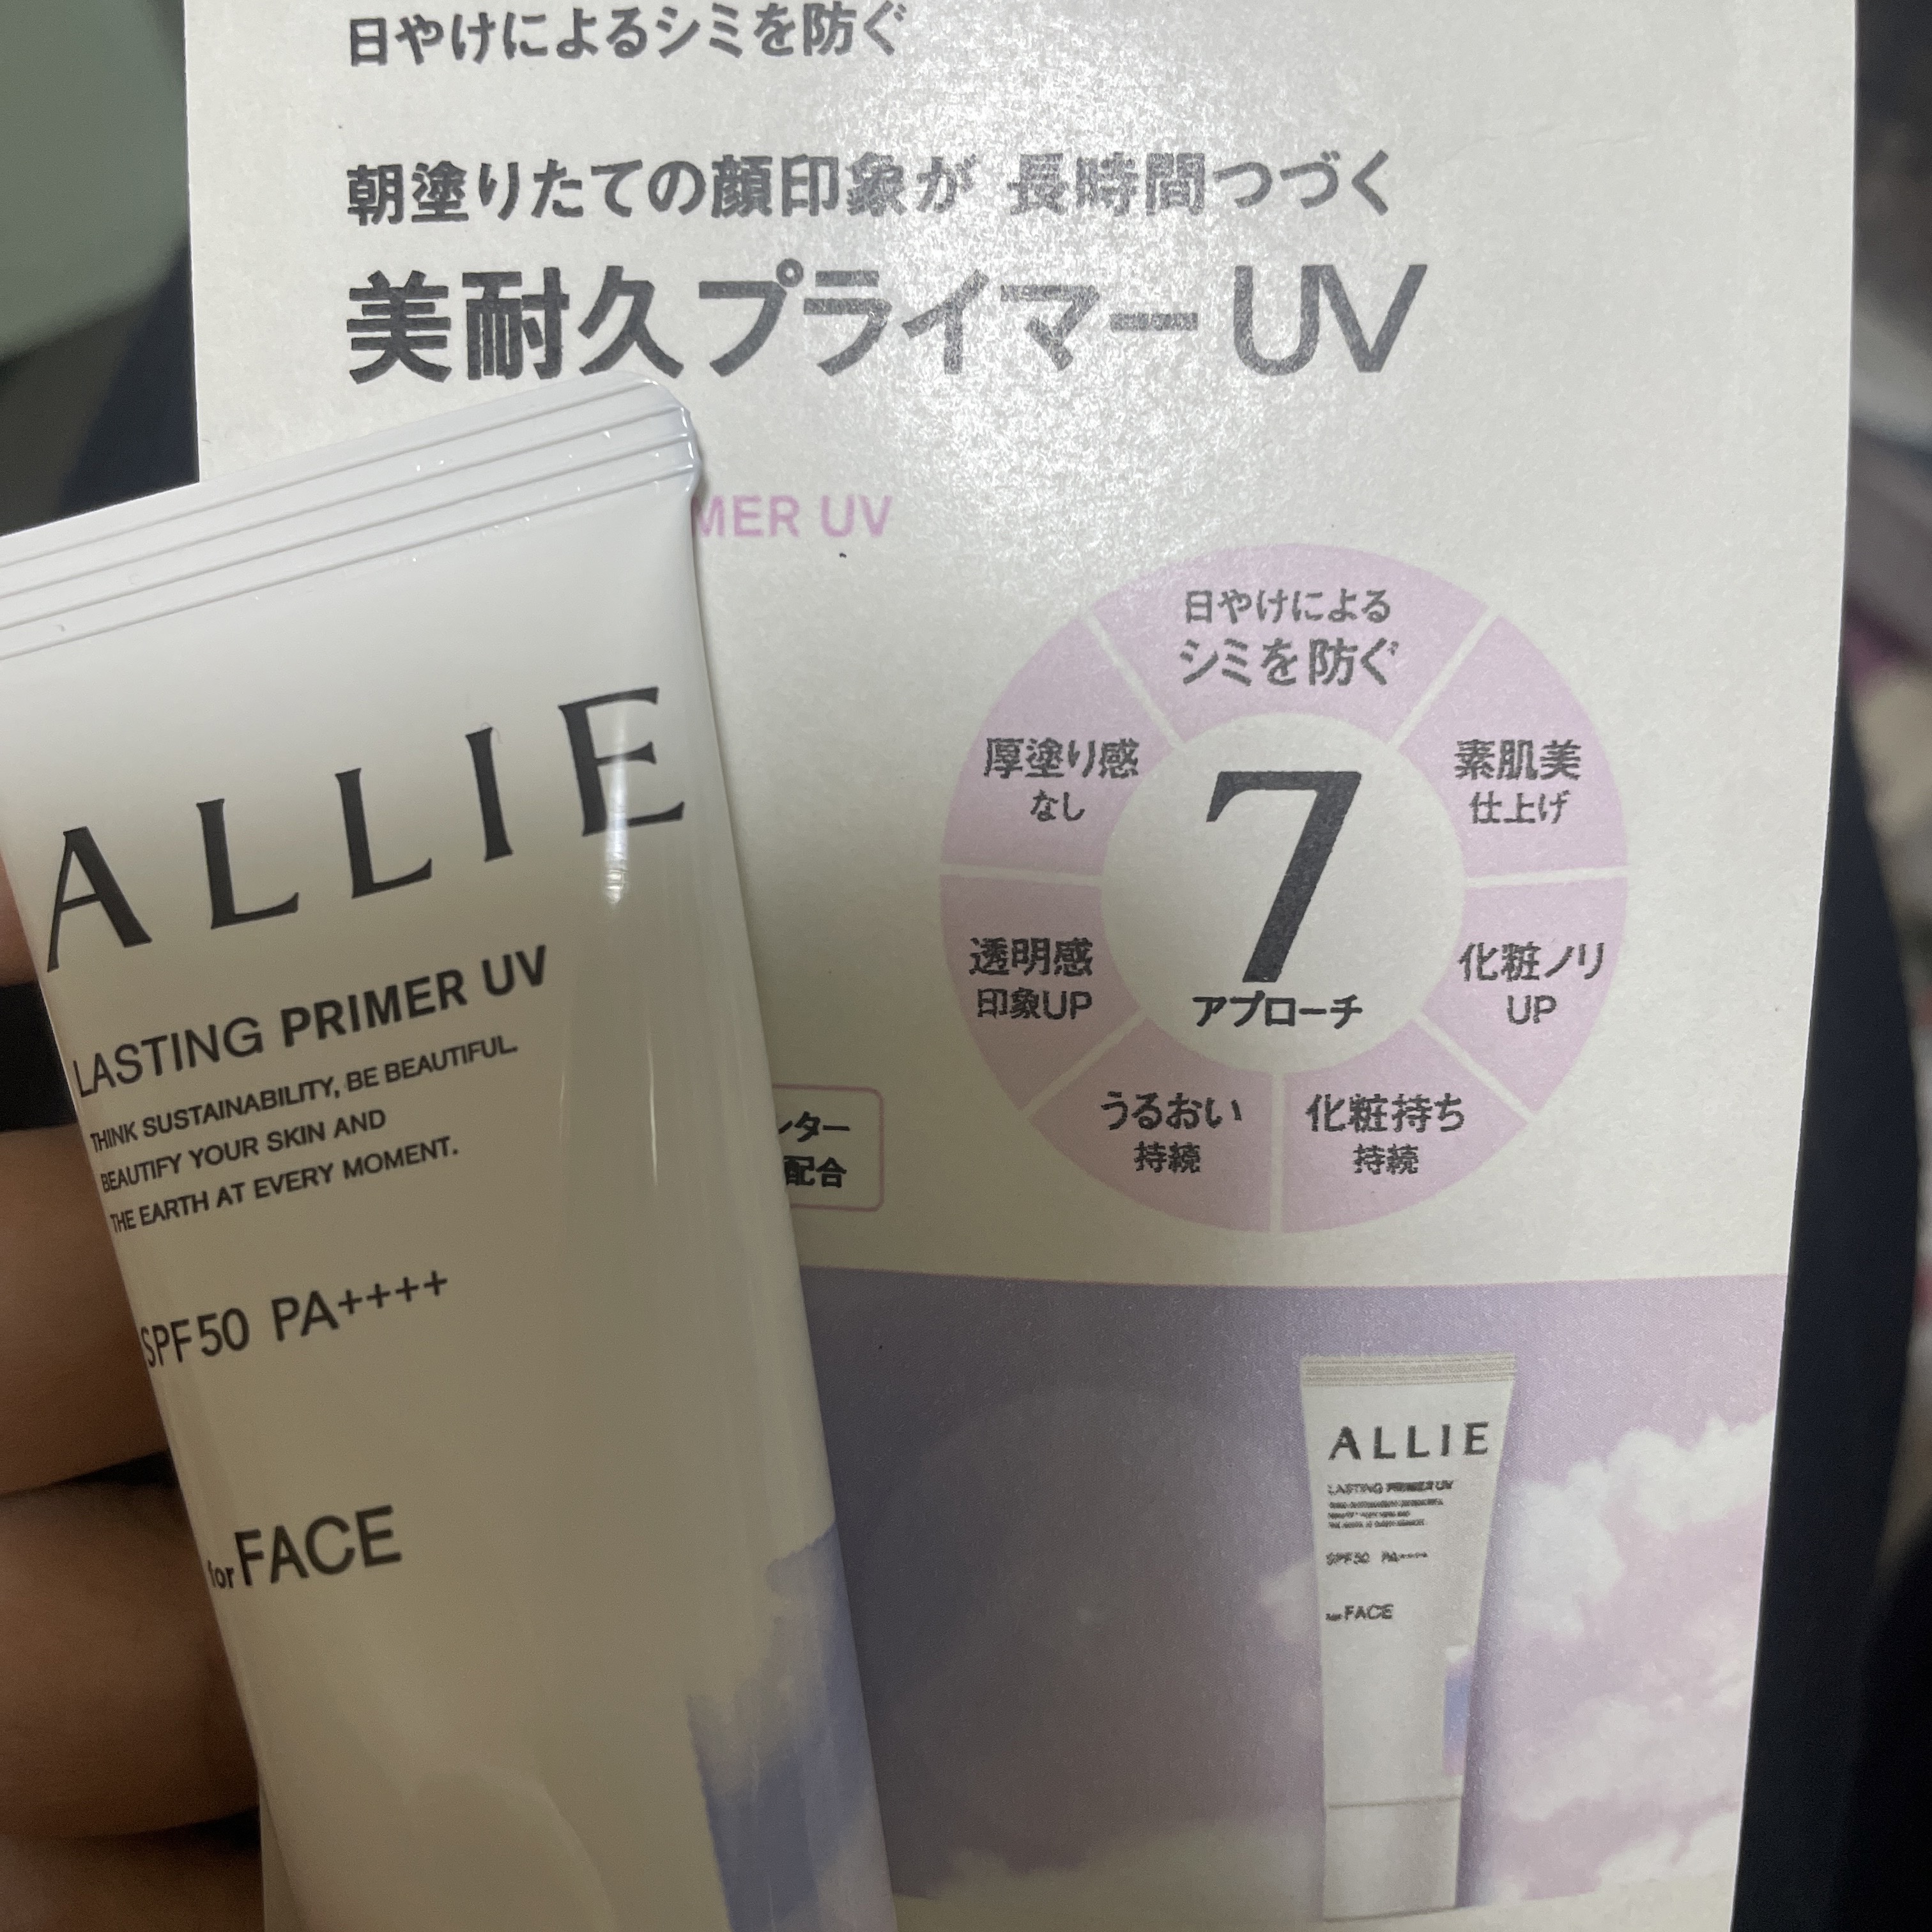 日やけによるシミを防ぐ
朝塗りたての顔印象が 長時間つづく
美耐久プライマーUV
MER UV
日やけによる
シミを防ぐ
素肌美
仕上げ
化粧ノリ
UP
化粧持ち
持続
うるおい
持続
透明感
印象UP
厚塗り感
なし
7
アプローチ
ンター
配合
ALLIE
LASTING PRIMER UV
THINK SUSTAINABILITY, BE BEAUTIFUL.
BEAUTIFY YOUR SKIN AND
THE EARTH AT EVERY MOMENT.
SPF50 PA++++
for FACE
ALLIE
LASTING PRIMER UV
SPF50 PA++++
for FACE